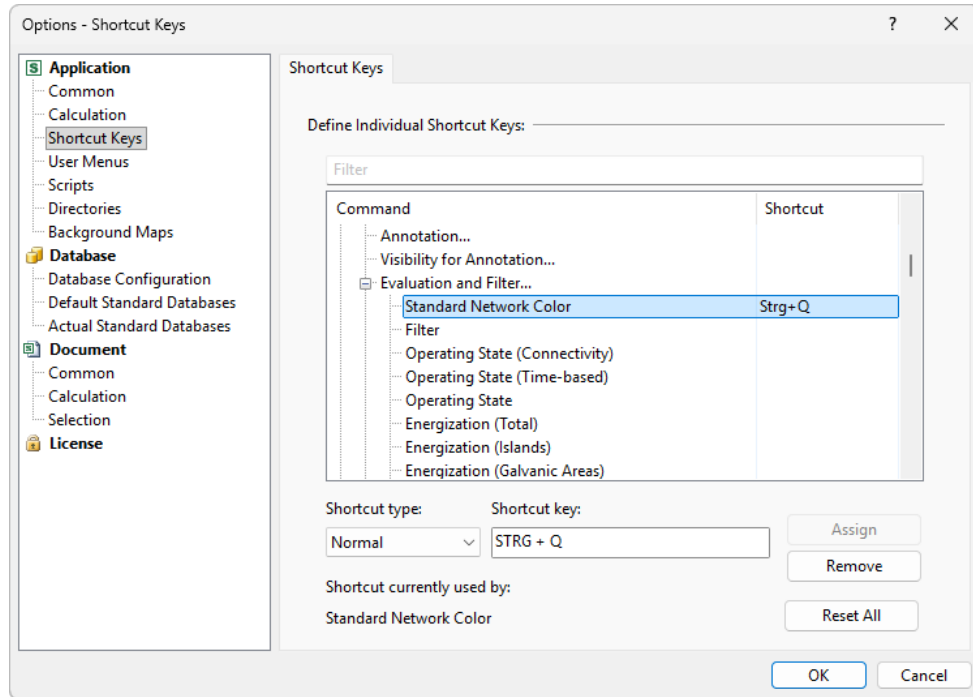 Options - Shortcut Keys
?
Application
Common
Calculation
Shortcut Keys
User Menus
Scripts
Directories
Background Maps
Database
Database Configuration
Default Standard Databases
Actual Standard Databases
Document
Common
Calculation
Selection
License
Shortcut Keys
Define Individual Shortcut Keys:
Filter
Command Shortcut
Annotation...
Visibility for Annotation...
Evaluation and Filter...
Standard Network Color Strg+Q
Filter
Operating State (Connectivity)
Operating State (Time-based)
Operating State
Energization (Total)
Energization (Islands)
Energization (Galvanic Areas)
Shortcut type: Shortcut key:
Normal STRG + Q
Assign
Remove
Shortcut currently used by:
Standard Network Color
Reset All
OK Cancel